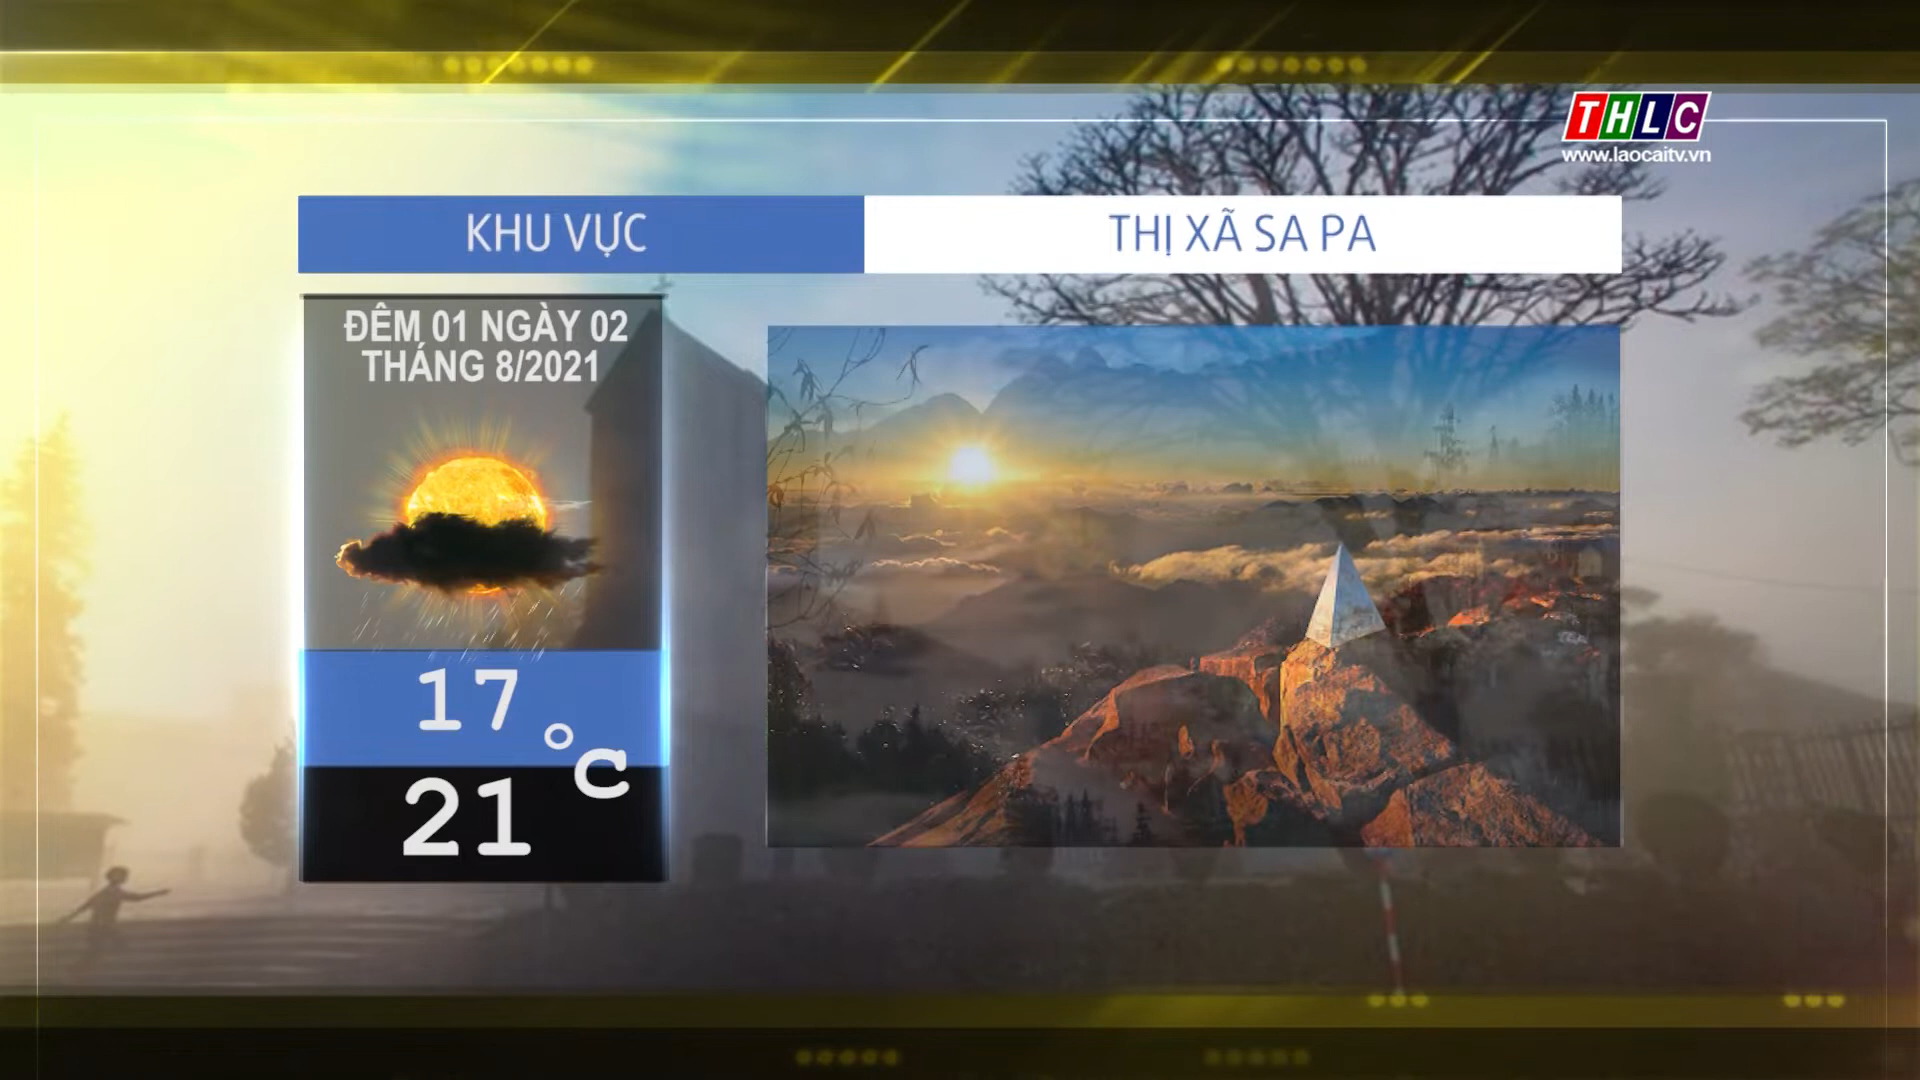 THLC
www.laocaitv.vn
KHU VỰC
THỊ XÃ SA PA
ĐÊM 01 NGÀY 02
THÁNG 8/2021
17
°C
21